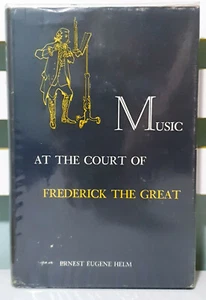 Music
AT THE COURT OF
FREDERICK THE GREAT
ERNEST EUGENE HELM